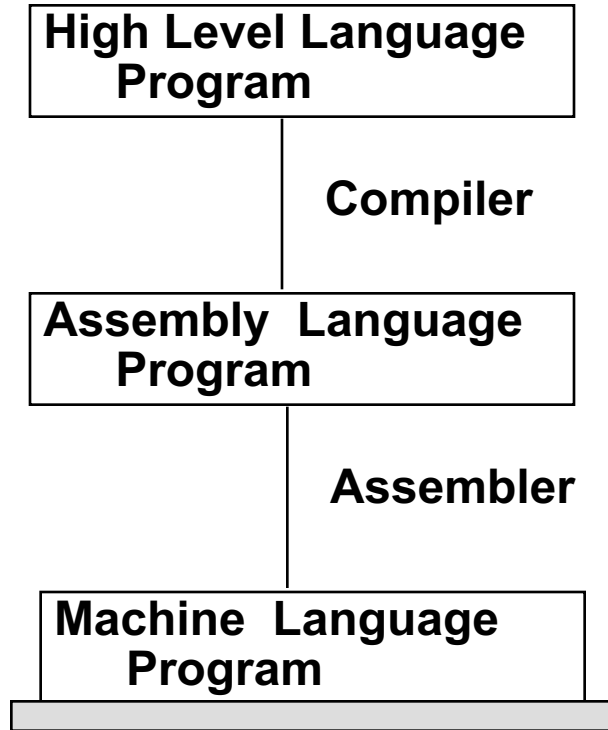 High Level Language
Program
Compiler
Assembly Language
Program
Assembler
Machine Language
Program